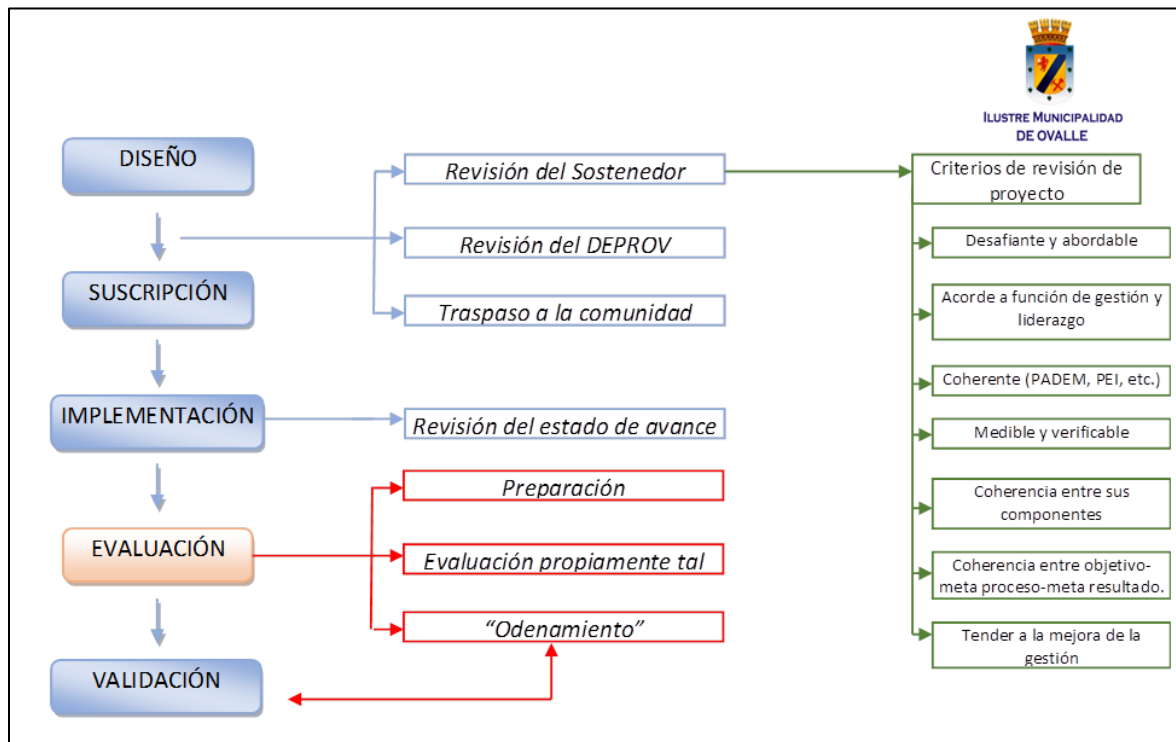 ILUSTRE MUNICIPALIDAD
DE OVALLE
DISEÑO
SUSCRIPCIÓN
IMPLEMENTACIÓN
EVALUACIÓN
VALIDACIÓN
Revisión del Sostenedor
Revisión del DEPROV
Traspaso a la comunidad
Revisión del estado de avance
Preparación
Evaluación propiamente tal
“Odenamiento”
Criterios de revisión de
proyecto
Desafiante y abordable
Acorde a función de gestión y
liderazgo
Coherente (PADEM, PEI, etc.)
Medible y verificable
Coherencia entre sus
componentes
Coherencia entre objetivo-
meta proceso-meta resultado.
Tender a la mejora de la
gestión